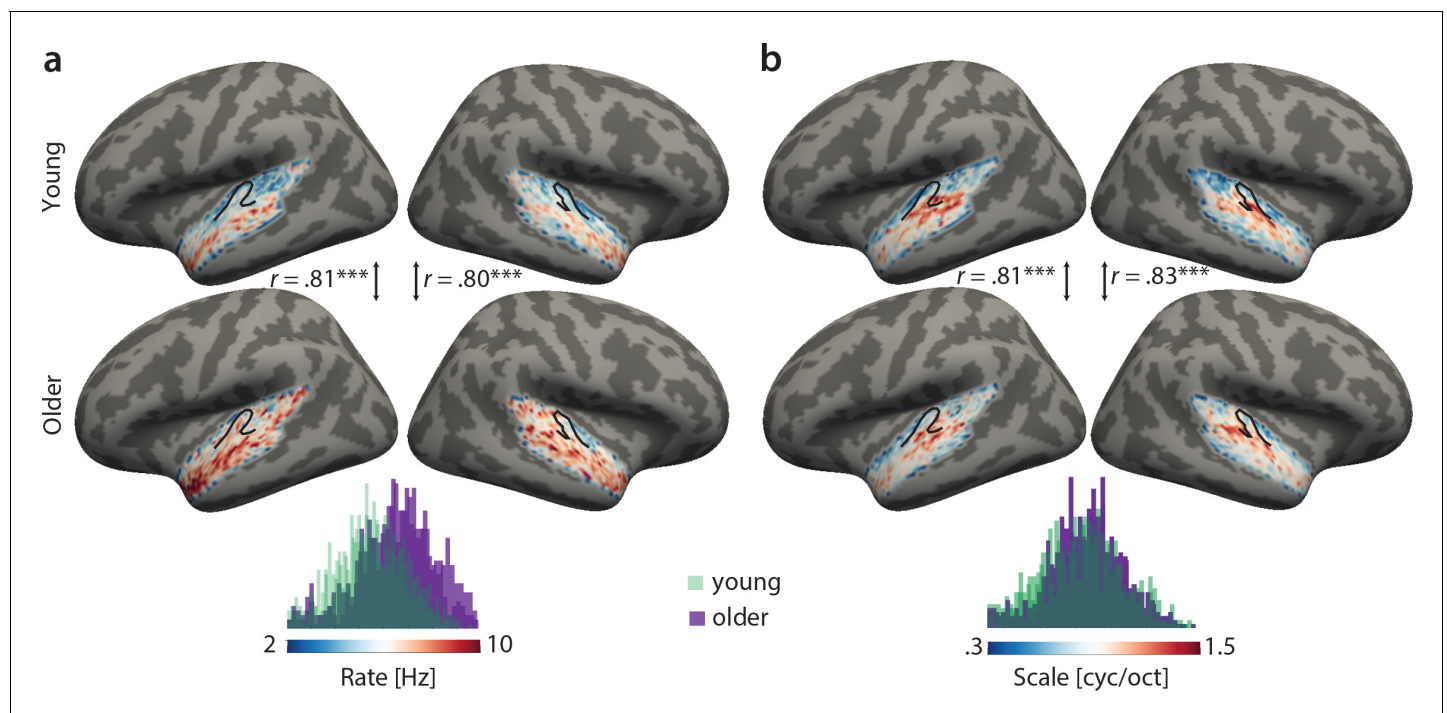 a
b
Young
r = .81***
r = .80***
r = .81***
r = .83***
Older
young
older
2
10
Rate [Hz]
.3
1.5
Scale [cyc/oct]